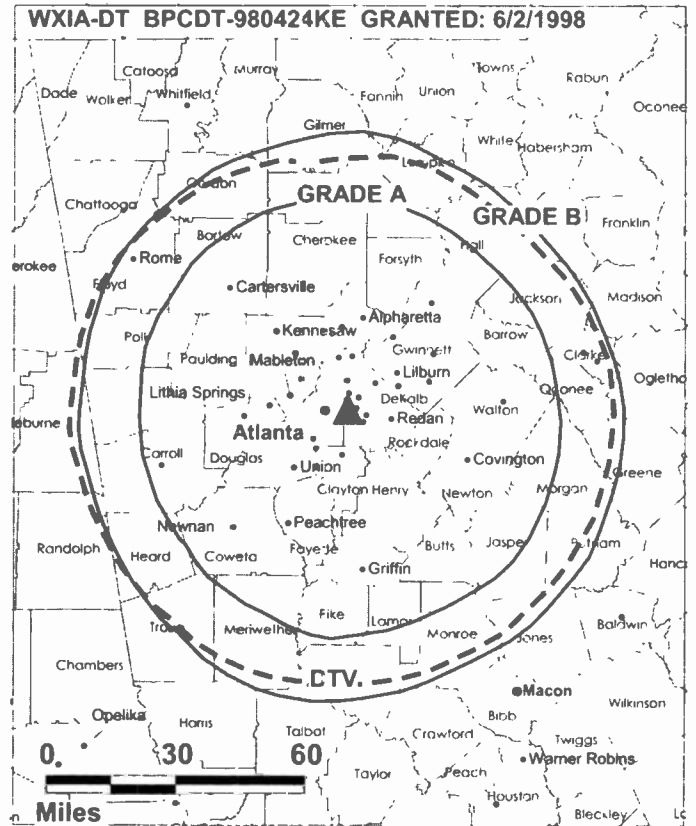 WXIA-DT BPCDT-980424KE GRANTED: 6/2/1998
Catoosa
Murray
Towns
Rabun
Dade
Walker
Whitfield
Fannin
Union
Oconee
Gilmer
White
Habersham
Lumpkin
Gordon
Chattooga
GRADE A
GRADE B
Franklin
Bartow
Cherokee
Hall
erokee
Rome
Forsyth
Floyd
Cartersville
Jackson
Madison
Polk
Kennesaw
Alpharetta
Barrow
Paulding
Mableton
Gwinnett
Clarke
Lilburn
Oconee
Ogletho
Lithia Springs
DeKalb
Walton
leburne
Atlanta
Redan
Rockdale
Carroll
Douglas
Union
Covington
Greene
Clayton
Henry
Newton
Morgan
Newnan
Peachtree
Randolph
Heard
Coweta
Fayette
Butts
Jasper
Putnam
Hanc
Griffin
Pike
Lamar
Troup
Meriwether
Monroe
Jones
Baldwin
Chambers
DTV
Macon
Opelika
Harris
Bibb
Wilkinson
Talbot
Crawford
Twiggs
0 30 60
Taylor
Peach
Warner Robins
Miles
Houston
Bleckley